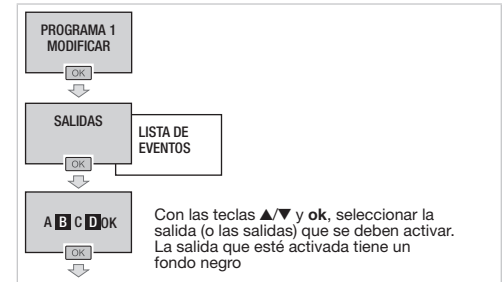 PROGRAMA 1
MODIFICAR
OK
SALIDAS
LISTA DE
EVENTOS
OK
A B C D OK
OK
Con las teclas ▲/▼ y ok, seleccionar la
salida (o las salidas) que se deben activar.
La salida que esté activada tiene un
fondo negro